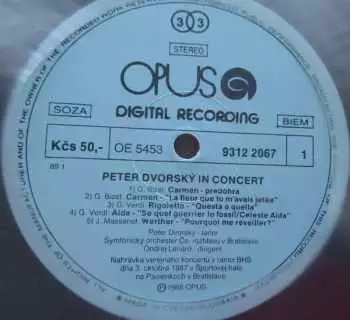 33
STEREO
OPUS
DIGITAL RECORDING
SOZA
BIEM
Kčs 50,-
OE 5453
9312 2067
1
PETER DVORSKÝ IN CONCERT
1) G. Bizet: Carmen - predohra
2) G. Bizet: Carmen - "La fleur que tu m'avais jetée"
3) G. Verdi: Rigoletto - "Questa o quella"
4) G. Verdi: Aida - "Se quel guerrier io fossi/Celeste Aida"
5) J. Massenet: Werther - "Pourquoi me réveiller?"
Peter Dvorský - tenor
Symfonický orchester Čs. rozhlasu v Bratislave
Ondrej Lenárd - dirigent
Nahrávka verejného koncertu v rámci BHS
dňa 3. októbra 1987 v Športovej hale
na Pasienkoch v Bratislave
℗ 1988 OPUS